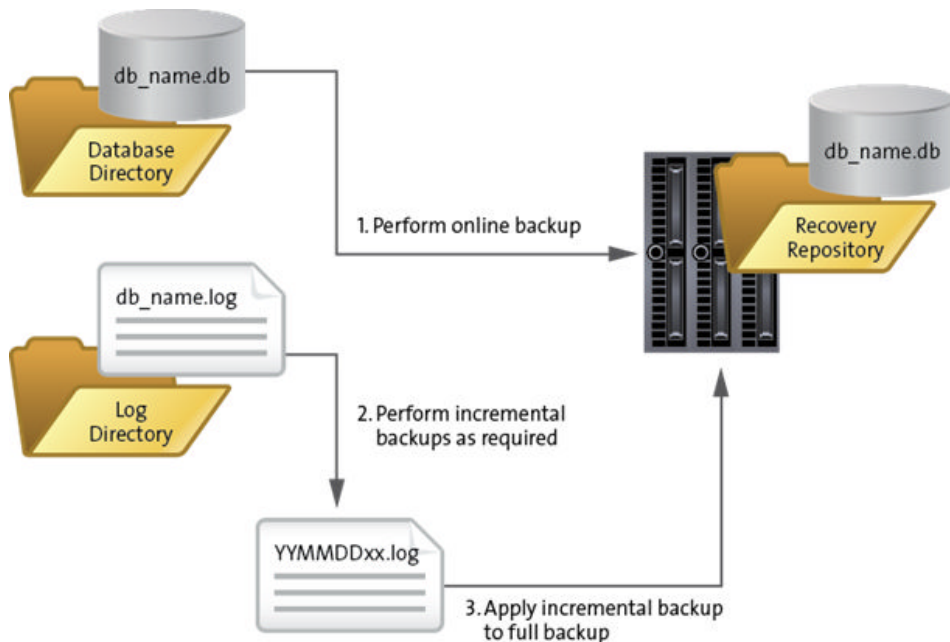 db_name.db
Database
Directory
db_name.db
Recovery
Repository
1. Perform online backup
db_name.log
Log
Directory
2. Perform incremental
backups as required
YYMMDDxx.log
3. Apply incremental backup
to full backup